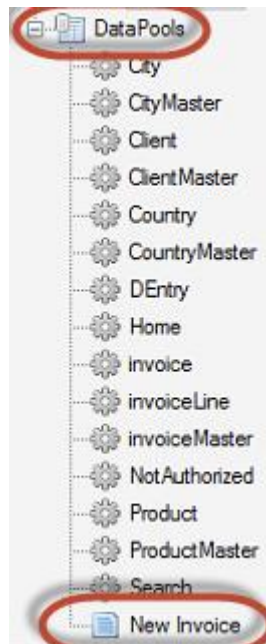 DataPools
City
CityMaster
Client
ClientMaster
Country
CountryMaster
DEntry
Home
invoice
invoiceLine
invoiceMaster
NotAuthorized
Product
ProductMaster
Search
New Invoice